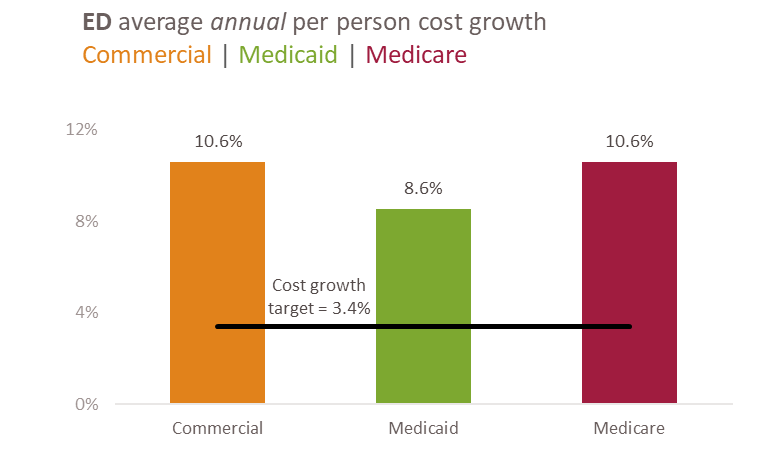 ED average annual per person cost growth
Commercial | Medicaid | Medicare
12%
10.6%
10.6%
8.6%
8%
Cost growth
target = 3.4%
4%
0%
Commercial
Medicaid
Medicare